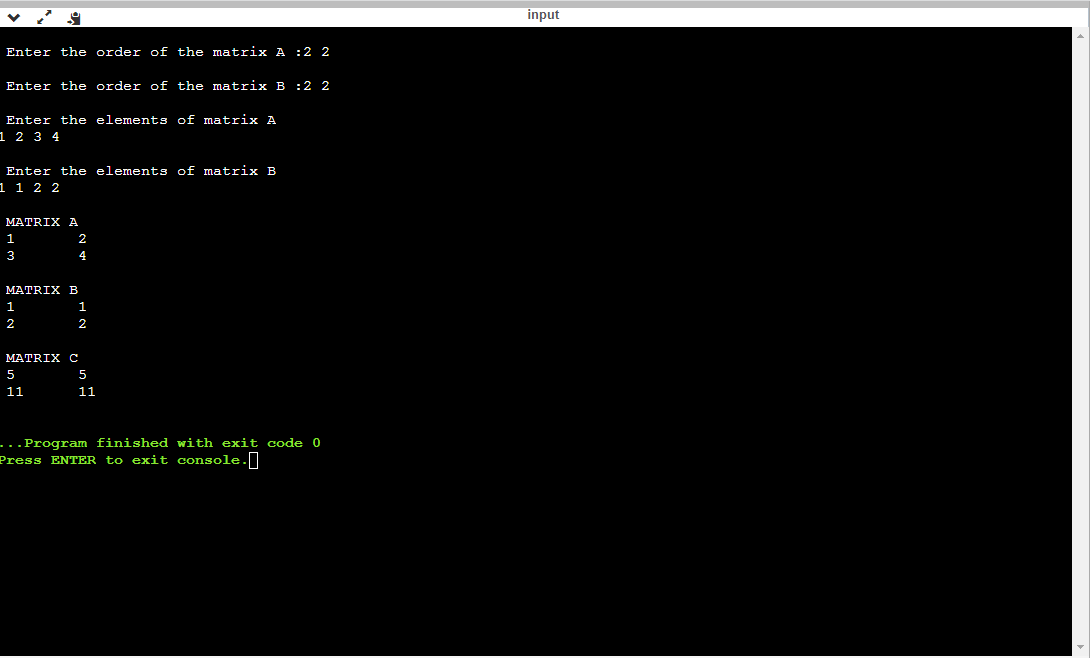 input
Enter the order of the matrix A :2 2
Enter the order of the matrix B :2 2
Enter the elements of matrix A
1 2 3 4
Enter the elements of matrix B
1 1 2 2
MATRIX A
1 2
3 4
MATRIX B
1 1
2 2
MATRIX C
5 5
11 11
...Program finished with exit code 0
Press ENTER to exit console.